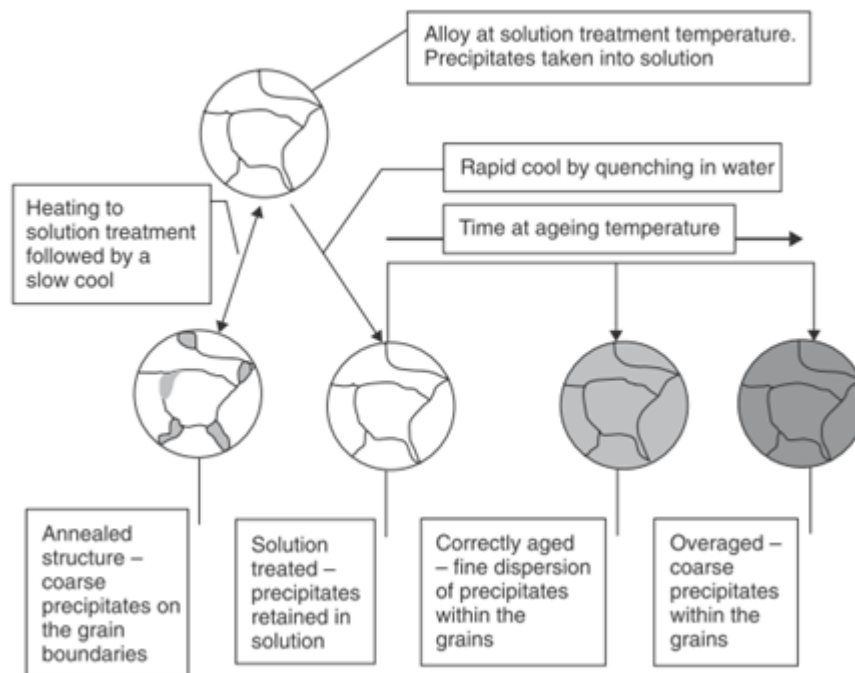 Alloy at solution treatment temperature.
Precipitates taken into solution
Rapid cool by quenching in water
Heating to
solution treatment
followed by a
slow cool
Time at ageing temperature
Annealed
structure –
coarse
precipitates on
the grain
boundaries
Solution
treated –
precipitates
retained in
solution
Correctly aged
– fine dispersion
of precipitates
within the
grains
Overaged –
coarse
precipitates
within the
grains